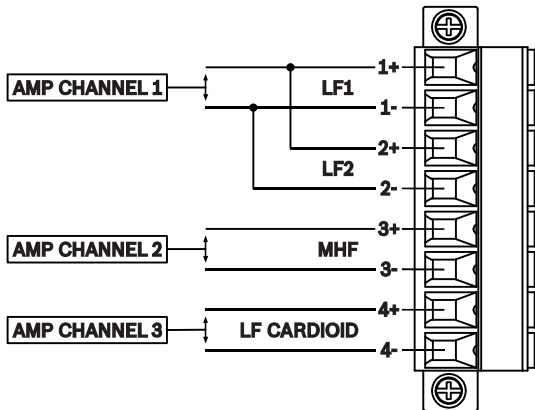 1+
AMP CHANNEL 1
LF1
1-
2+
LF2
2-
3+
AMP CHANNEL 2
MHF
3-
4+
AMP CHANNEL 3
LF CARDIOID
4-